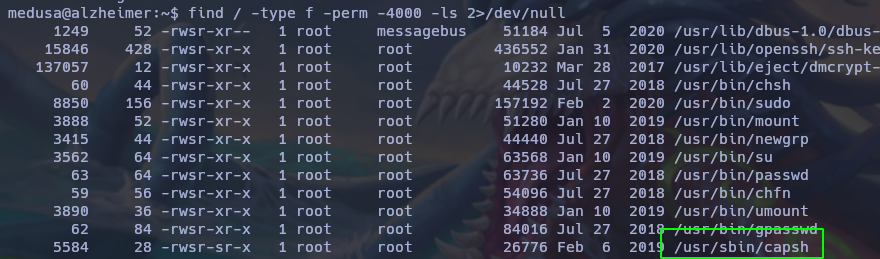 medusa@alzheimer:~$ find / -type f -perm -4000 -ls 2>/dev/null
1249 52 -rwsr-xr-- 1 root messagebus 51184 Jul 5 2020 /usr/lib/dbus-1.0/dbus-
15846 428 -rwsr-xr-x 1 root root 436552 Jan 31 2020 /usr/lib/openssh/ssh-ke
137057 12 -rwsr-xr-x 1 root root 10232 Mar 28 2017 /usr/lib/eject/dmcrypt-
60 44 -rwsr-xr-x 1 root root 44528 Jul 27 2018 /usr/bin/chsh
8850 156 -rwsr-xr-x 1 root root 157192 Feb 2 2020 /usr/bin/sudo
3888 52 -rwsr-xr-x 1 root root 51280 Jan 10 2019 /usr/bin/mount
3415 44 -rwsr-xr-x 1 root root 44440 Jul 27 2018 /usr/bin/newgrp
3562 64 -rwsr-xr-x 1 root root 63568 Jan 10 2019 /usr/bin/su
63 64 -rwsr-xr-x 1 root root 63736 Jul 27 2018 /usr/bin/passwd
59 56 -rwsr-xr-x 1 root root 54096 Jul 27 2018 /usr/bin/chfn
3890 36 -rwsr-xr-x 1 root root 34888 Jan 10 2019 /usr/bin/umount
62 84 -rwsr-xr-x 1 root root 84016 Jul 27 2018 /usr/bin/gpasswd
5584 28 -rwsr-sr-x 1 root root 26776 Feb 6 2019 /usr/sbin/capsh